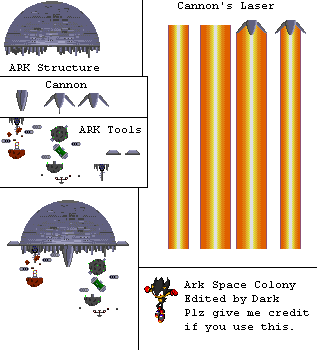 Cannon's Laser
ARK Structure
Cannon
ARK Tools
Ark Space Colony
Edited by Dark
Plz give me credit
if you use this.